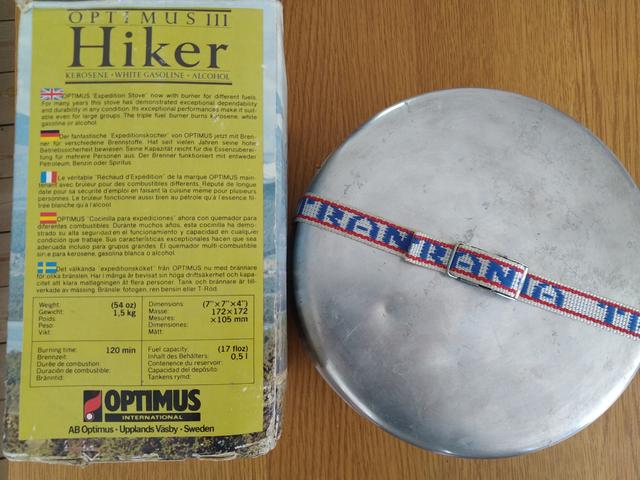 OPTIMUS III
Hiker
KEROSENE • WHITE GASOLINE • ALCOHOL
OPTIMUS "Expedition Stove" now with burner for different fuels.
For many years this stove has demonstrated exceptional dependability
and durability in any condition. Its exceptional performances make it suit-
able even for large groups. The triple fuel burner burns kerosene, white
gasoline or alcohol.
Der fantastische "Expeditionskocher" von OPTIMUS jetzt mit Bren-
ner für verschiedene Brennstoffe. Hat seit vielen Jahren seine hohe
Betriebssicherheit bewiesen. Seine Kapazität reicht für die Essenzuberei-
tung für mehrere Personen aus. Der Brenner funktioniert mit entweder
Petroleum, Benzin oder Spiritus.
Le véritable "Réchaud d'Expédition" de la marque OPTIMUS main-
tenant avec bruleur pour des combustibles differents. Réputé de longue
date pour sa sécurité d'emploi en faisant la cuisine même pour plusieurs
personnes. Le bruleur fonctionne aussi bien au pétrole qu'a l'essence fil-
trée blanche qu'a l'alcool.
OPTIMUS "Cocinilla para expediciones" ahora con quemador para
diferentes combustibles. Durante muchos años, esta cocinilla ha demos-
trado su alta seguridad en el funcionamiento y capacidad en cualquier
condición que trabaje. Sus características excepcionales hacen que sea
adecuada incluso para grupos grandes. El quemador multi-combustible
sirve para kerosene, gasolina blanca o alcohol.
Det välkända "expeditionsköket" från OPTIMUS nu med brännare
för olika bränslen. Har i många år bevisat sin höga driftsäkerhet och kapa-
citet att klara matlagningen åt flera personer. Tank och brännare är till-
verkade av mässing. Bränsle fotogen, ren bensin eller T-Röd.
Weight: (54 oz) Dimensions: (7"×7"×4")
Gewicht: 1,5 kg Masse: 172×172
Poids Mesures: ×105 mm
Peso: Dimensiones:
Vikt: Mått:
Burning time: 120 min Fuel capacity: (17 floz)
Brennzeit: Inhalt des Behälters: 0,5 l
Durée de combustion: Contenance du reservoir:
Duración de combustión: Capacidad del depósito:
Bränntid: Tankens rymd:
OPTIMUS
INTERNATIONAL
AB Optimus - Upplands Väsby - Sweden